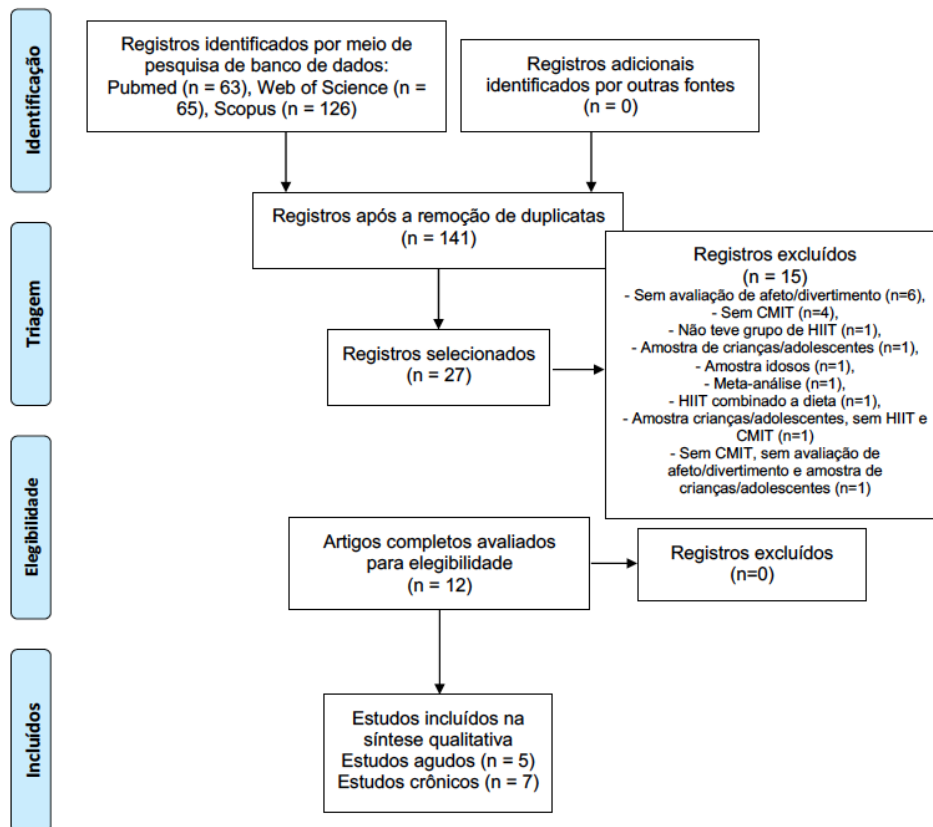 Identificação
Registros identificados por meio de
pesquisa de banco de dados:
Pubmed (n = 63), Web of Science (n =
65), Scopus (n = 126)
Registros adicionais
identificados por outras fontes
(n = 0)
Triagem
Registros após a remoção de duplicatas
(n = 141)
Registros selecionados
(n = 27)
Registros excluídos
(n = 15)
- Sem avaliação de afeto/divertimento (n=6),
- Sem CMIT (n=4),
- Não teve grupo de HIIT (n=1),
- Amostra de crianças/adolescentes (n=1),
- Amostra idosos (n=1),
- Meta-análise (n=1),
- HIIT combinado a dieta (n=1),
- Amostra crianças/adolescentes, sem HIIT e
CMIT (n=1)
- Sem CMIT, sem avaliação de
afeto/divertimento e amostra de
crianças/adolescentes (n=1)
Elegibilidade
Artigos completos avaliados
para elegibilidade
(n = 12)
Registros excluídos
(n=0)
Incluídos
Estudos incluídos na
síntese qualitativa
Estudos agudos (n = 5)
Estudos crônicos (n = 7)